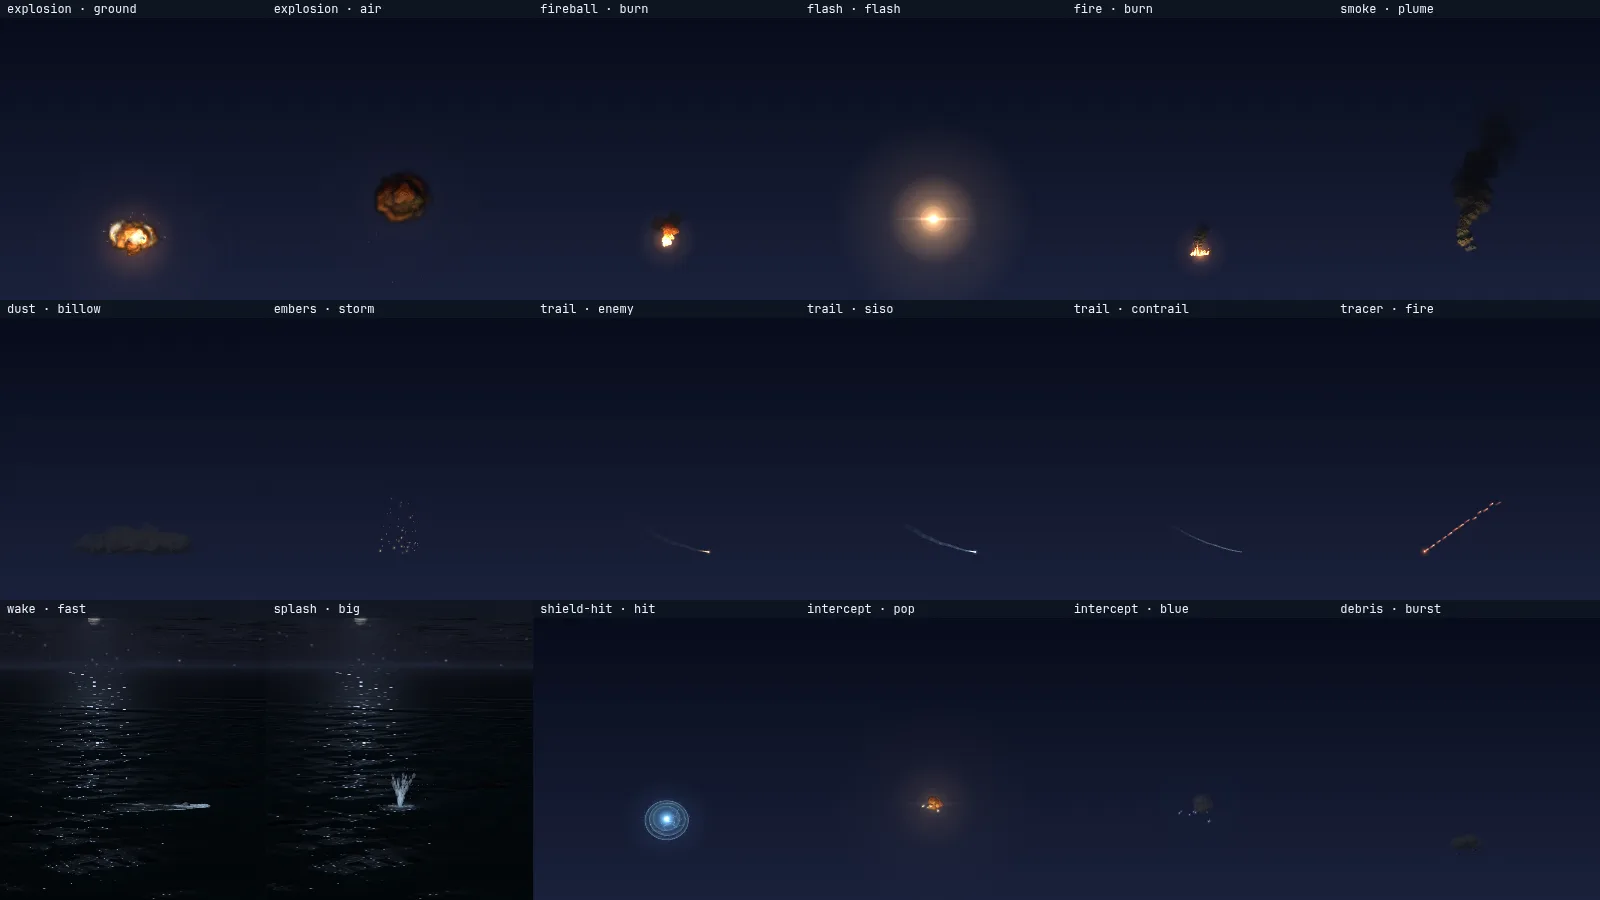 explosion · ground
explosion · air
fireball · burn
flash · flash
fire · burn
smoke · plume
dust · billow
embers · storm
trail · enemy
trail · siso
trail · contrail
tracer · fire
wake · fast
splash · big
shield-hit · hit
intercept · pop
intercept · blue
debris · burst